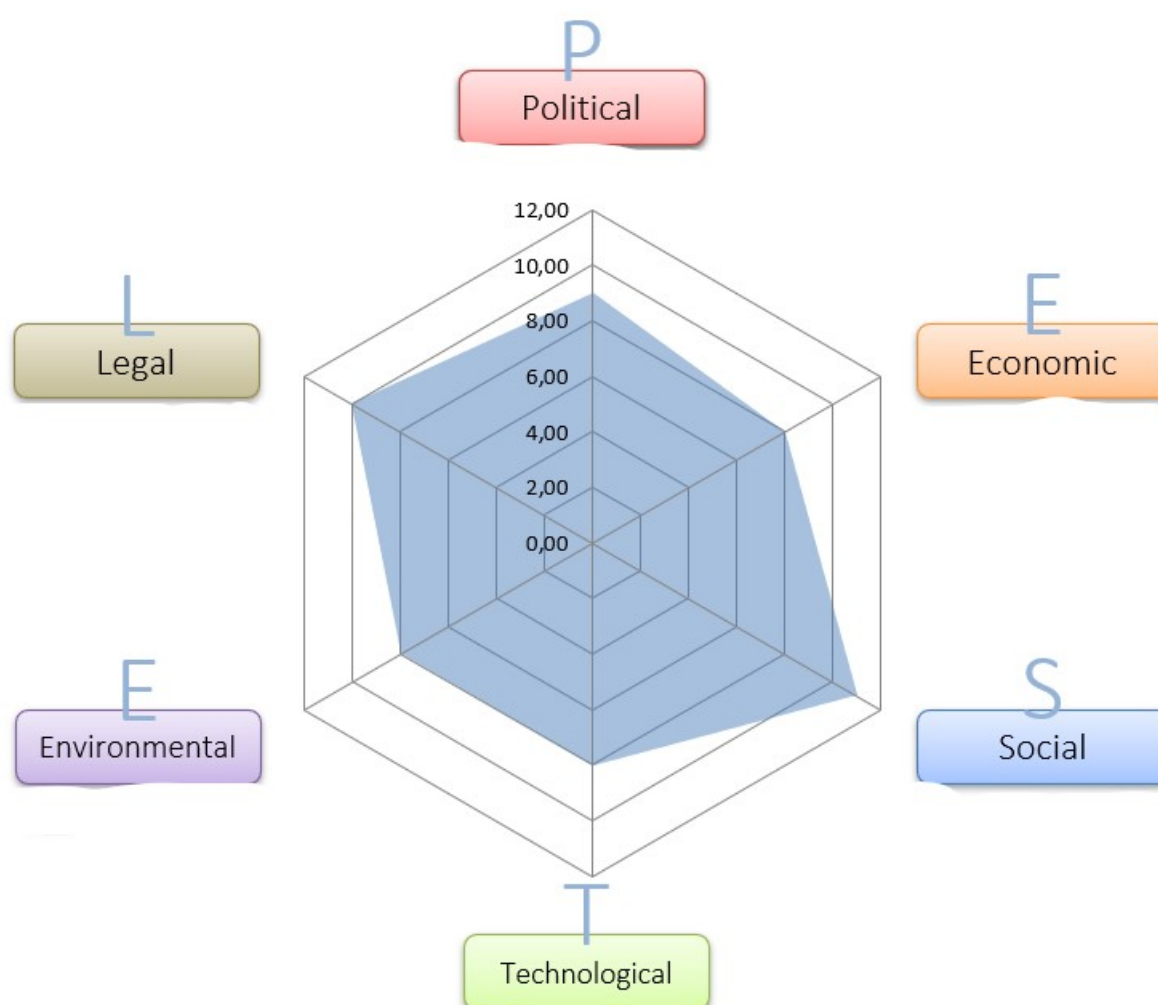 P
Political
12,00
10,00
8,00
6,00
4,00
2,00
0,00
L
Legal
E
Economic
E
Environmental
S
Social
T
Technological